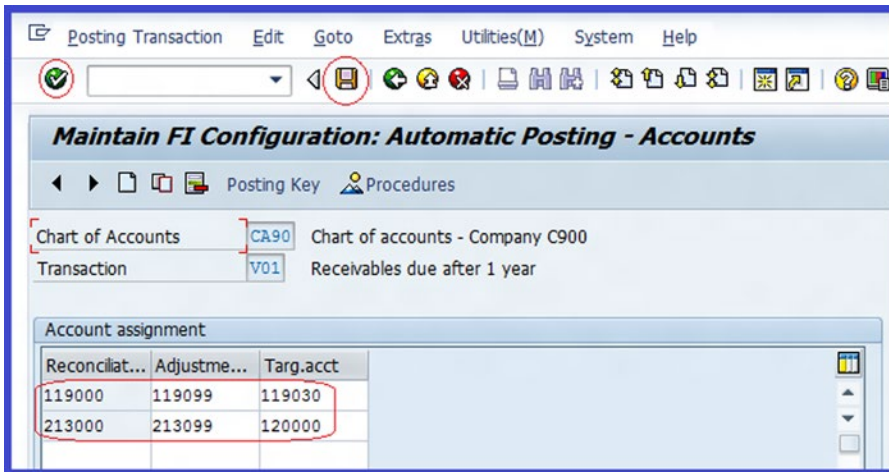 Posting Transaction Edit Goto Extras Utilities(M) System Help
Maintain FI Configuration: Automatic Posting - Accounts
Posting Key Procedures
Chart of Accounts CA90 Chart of accounts - Company C900
Transaction V01 Receivables due after 1 year
Account assignment
Reconciliat... Adjustme... Targ.acct
119000 119099 119030
213000 213099 120000